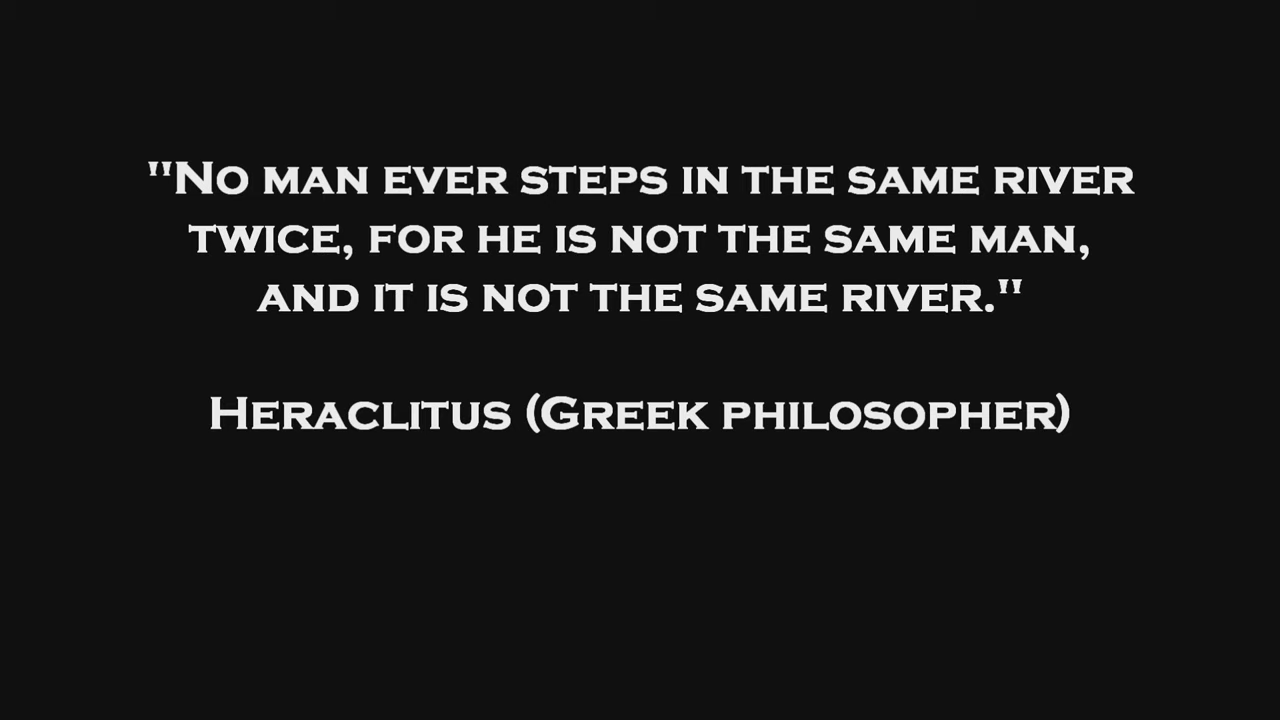 "No man ever steps in the same river
twice, for he is not the same man,
and it is not the same river."
Heraclitus (Greek philosopher)